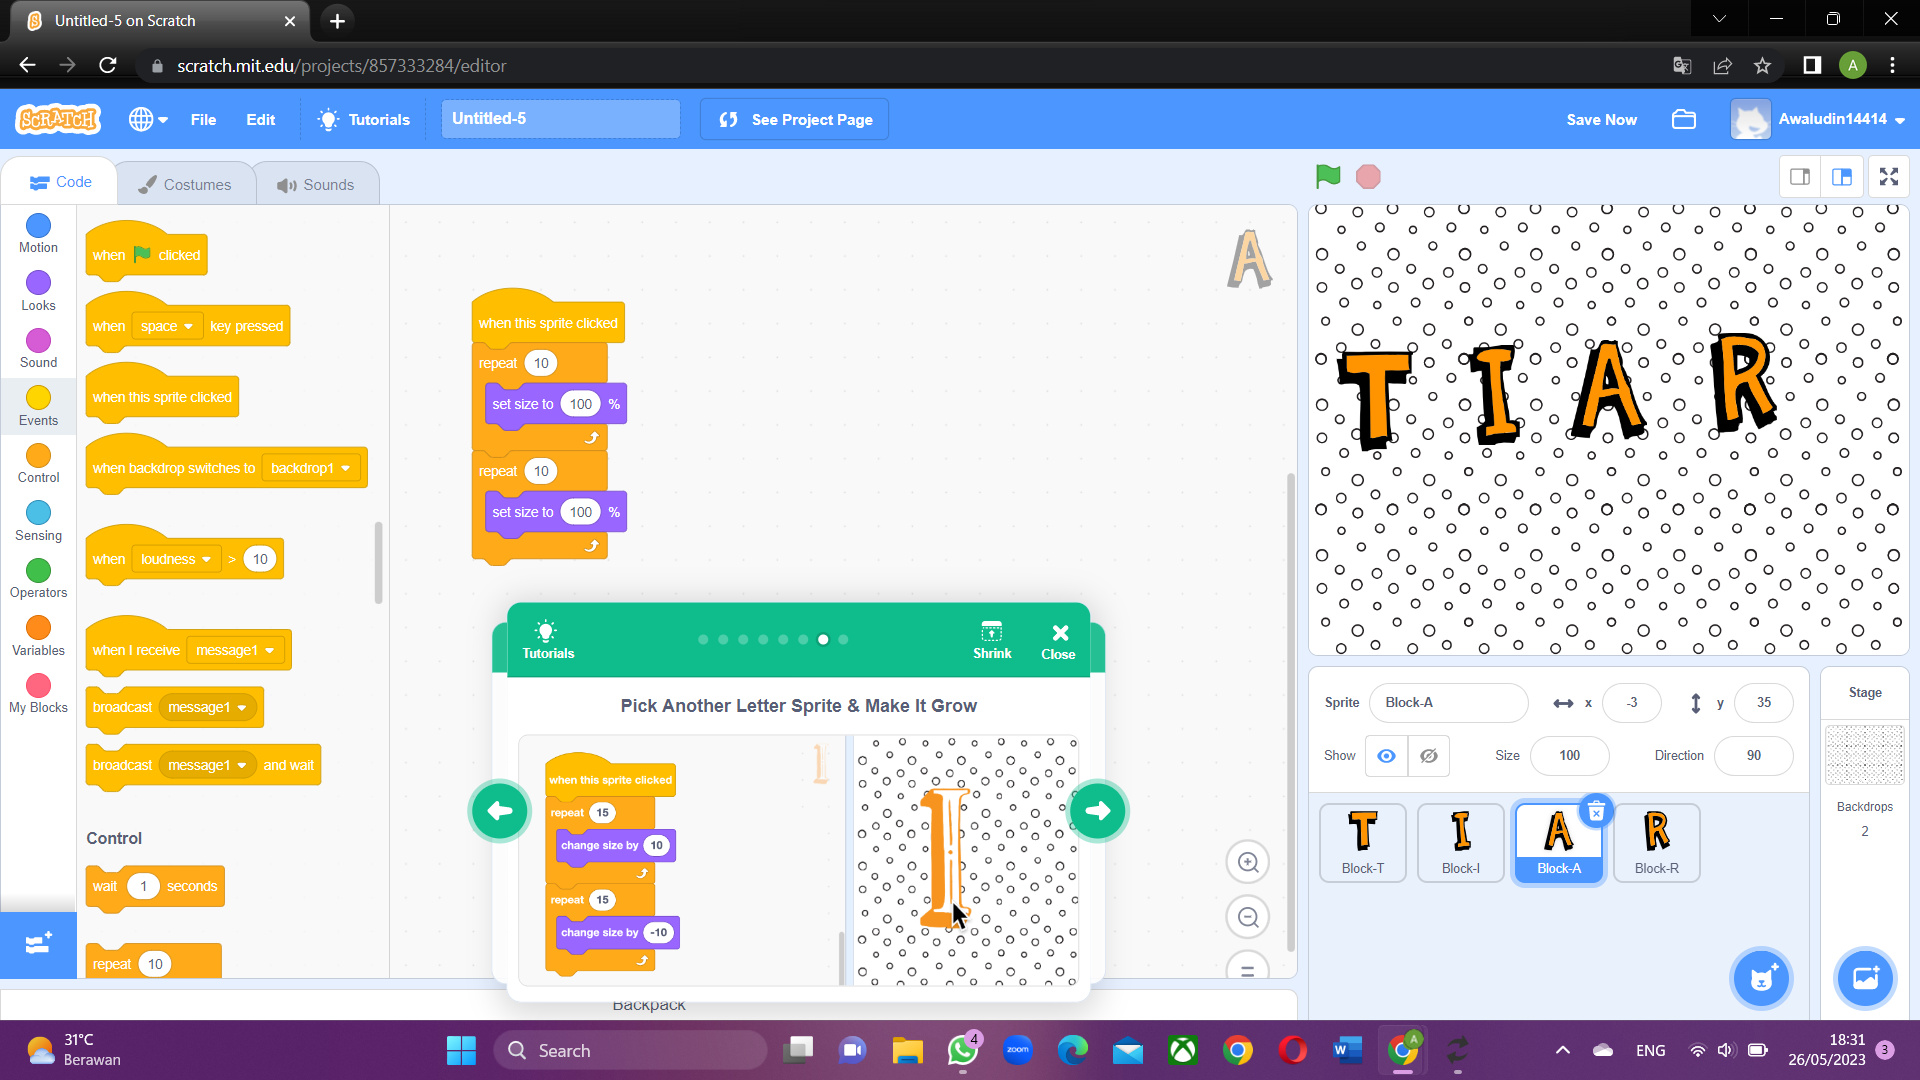 Untitled-5 on Scratch
scratch.mit.edu/projects/857333284/editor
A
SCRATCH
File
Edit
Tutorials
Untitled-5
See Project Page
Save Now
Awaludin14414
Code
Costumes
Sounds
Motion
Looks
Sound
Events
Control
Sensing
Operators
Variables
My Blocks
when clicked
when space key pressed
when this sprite clicked
when backdrop switches to backdrop1
when loudness > 10
when I receive message1
broadcast message1
broadcast message1 and wait
Control
wait 1 seconds
repeat 10
A
when this sprite clicked
repeat 10
set size to 100 %
repeat 10
set size to 100 %
Tutorials
Shrink
Close
Pick Another Letter Sprite & Make It Grow
when this sprite clicked
repeat 15
change size by 10
repeat 15
change size by -10
I
I
Backpack
T I A R
Sprite Block-A x -3 y 35
Show Size 100 Direction 90
T I A R
Block-T Block-I Block-A Block-R
Stage
Backdrops
2
31°C
Berawan
Search
4
zoom
W
A
ENG
18:31
26/05/2023
3